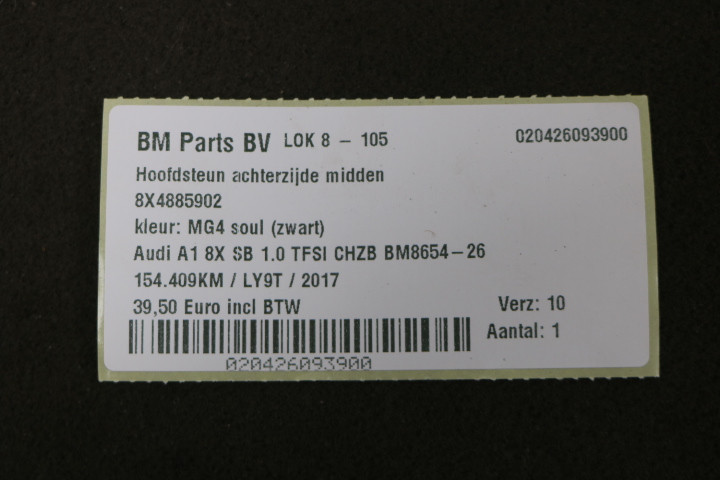 BM Parts BV LOK 8 - 105 020426093900
Hoofdsteun achterzijde midden
8X4885902
kleur: MG4 soul (zwart)
Audi A1 8X SB 1.0 TFSI CHZB BM8654-26
154.409KM / LY9T / 2017
39,50 Euro incl BTW Verz: 10
Aantal: 1
020426093900